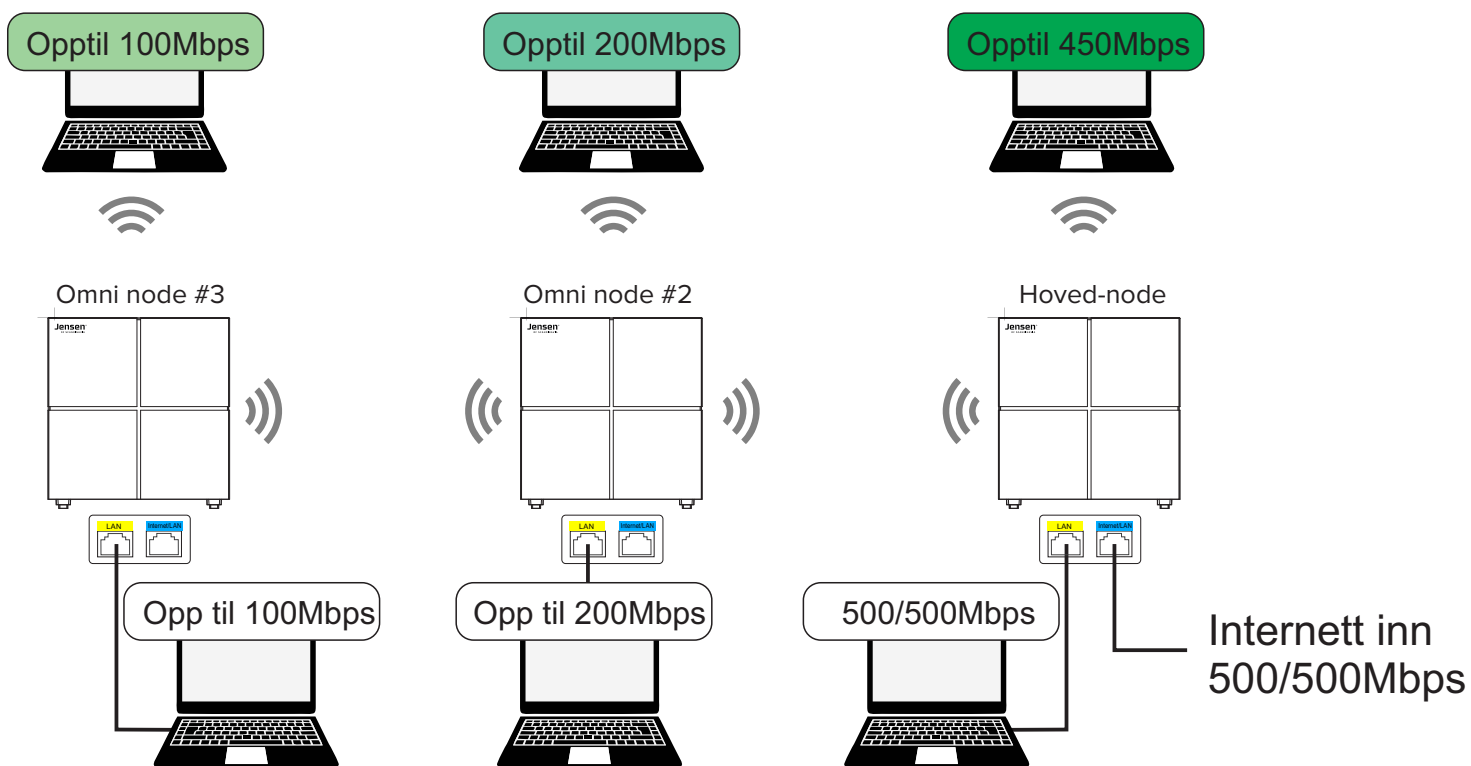 Opptil 100Mbps
Opptil 200Mbps
Opptil 450Mbps
Omni node #3
Omni node #2
Hoved-node
Jensen
Jensen
Jensen
LAN
Internet/LAN
LAN
Internet/LAN
LAN
Internet/LAN
Opp til 100Mbps
Opp til 200Mbps
500/500Mbps
Internett inn
500/500Mbps